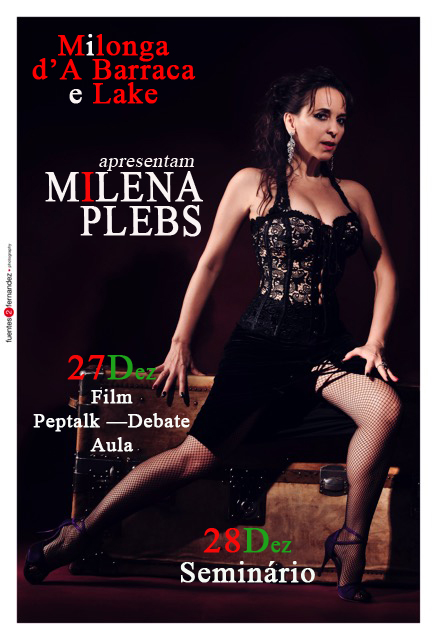 Milonga
d'A Barraca
e Lake
apresentam
MILENA
PLEBS
27Dez
Film
Peptalk —Debate
Aula
28Dez
Seminário
fuentes2fernandez • photography